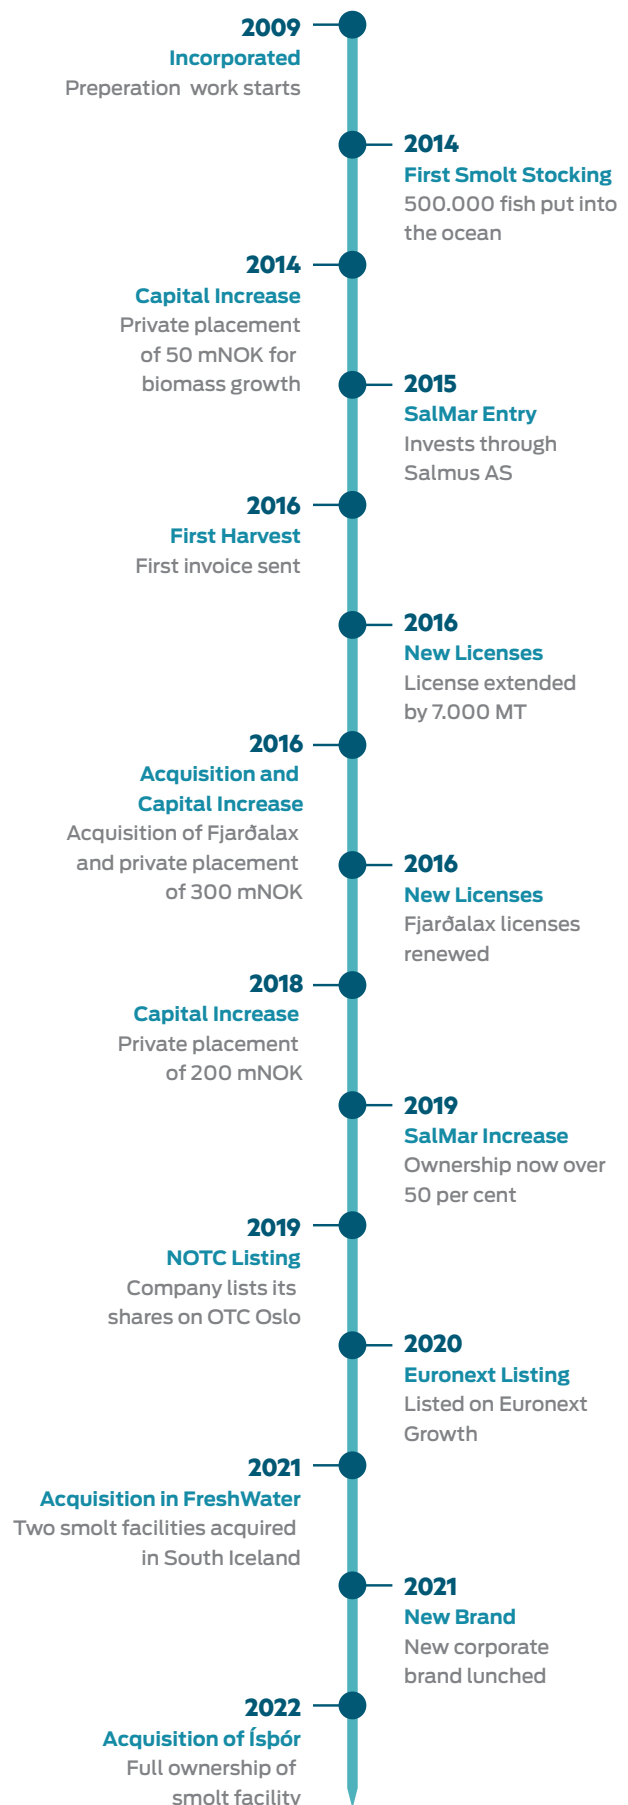 2009
Incorporated
Preperation work starts
2014
First Smolt Stocking
500.000 fish put into
the ocean
2014
Capital Increase
Private placement
of 50 mNOK for
biomass growth
2015
SalMar Entry
Invests through
Salmus AS
2016
First Harvest
First invoice sent
2016
New Licenses
License extended
by 7.000 MT
2016
Acquisition and
Capital Increase
Acquisition of Fjarðalax
and private placement
of 300 mNOK
2016
New Licenses
Fjarðalax licenses
renewed
2018
Capital Increase
Private placement
of 200 mNOK
2019
SalMar Increase
Ownership now over
50 per cent
2019
NOTC Listing
Company lists its
shares on OTC Oslo
2020
Euronext Listing
Listed on Euronext
Growth
2021
Acquisition in FreshWater
Two smolt facilities acquired
in South Iceland
2021
New Brand
New corporate
brand lunched
2022
Acquisition of Ísþór
Full ownership of
smolt facility